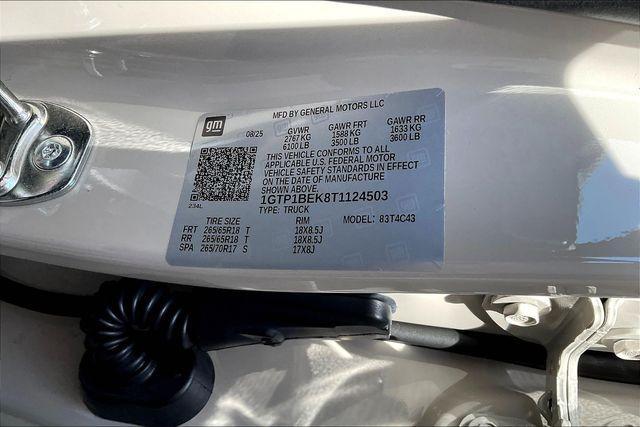 gm
MFD BY GENERAL MOTORS LLC
08/25 GVWR GAWR FRT GAWR RR
2767 KG 1588 KG 1633 KG
6100 LB 3500 LB 3600 LB
THIS VEHICLE CONFORMS TO ALL
APPLICABLE U.S. FEDERAL MOTOR
VEHICLE SAFETY STANDARDS IN EFFECT
ON THE DATE OF MANUFACTURE
SHOWN ABOVE.
234L
1GTP1BEK8T1124503
TYPE: TRUCK MODEL: 83T4C43
TIRE SIZE RIM
FRT 265/65R18 T 18X8.5J
RR 265/65R18 T 18X8.5J
SPA 265/70R17 S 17X8J